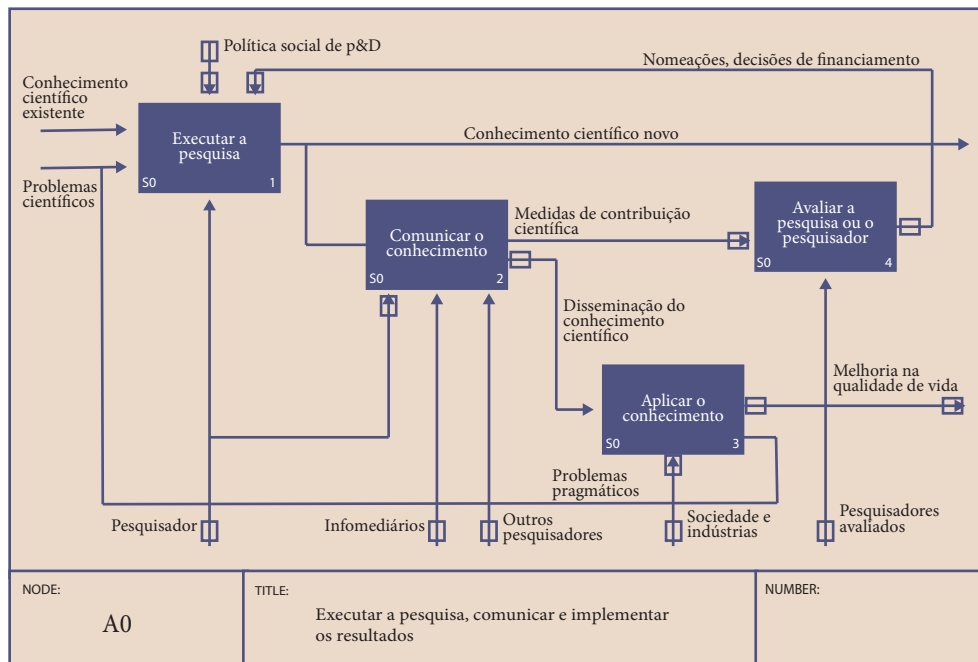 Política social de p&D
Nomeações, decisões de financiamento
Conhecimento
científico
existente
Executar a
pesquisa
S0 1
Conhecimento científico novo
Problemas
científicos
Comunicar o
conhecimento
S0 2
Medidas de contribuição
científica
Avaliar a
pesquisa ou o
pesquisador
S0 4
Disseminação do
conhecimento
científico
Aplicar o
conhecimento
S0 3
Melhoria na
qualidade de vida
Problemas
pragmáticos
Pesquisador
Infomediários
Outros
pesquisadores
Sociedade e
indústrias
Pesquisadores
avaliados
NODE:
A0
TITLE:
Executar a pesquisa, comunicar e implementar
os resultados
NUMBER: